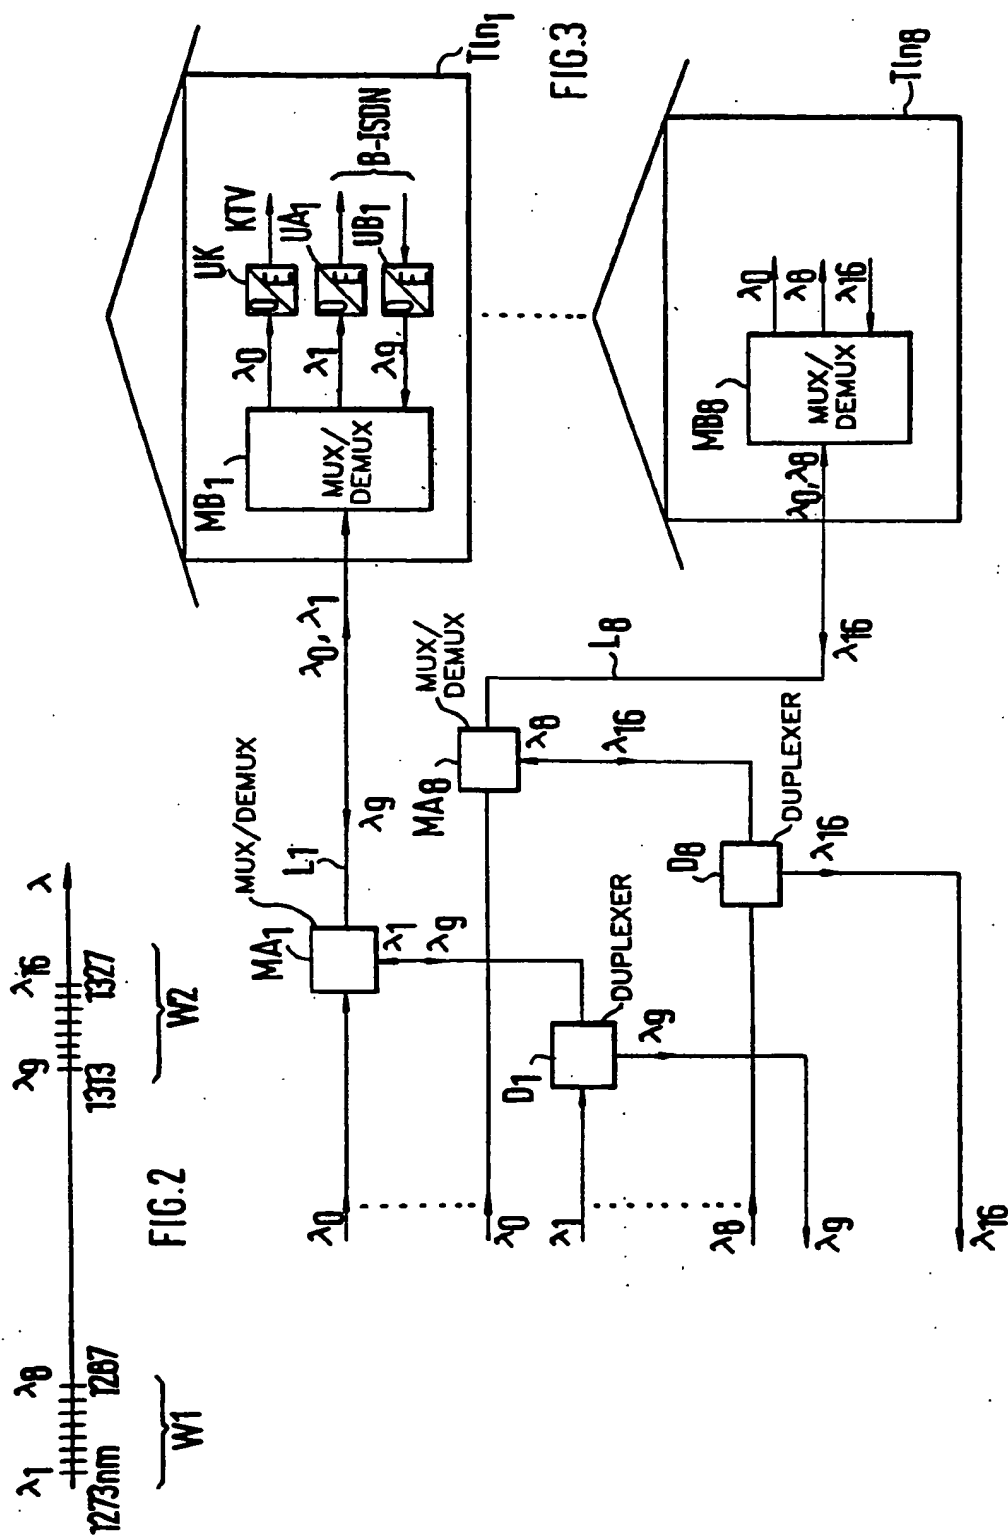 FIG.2
λ1
λ8
λ9
λ16
λ
1273nm
1287
1313
1327
W1
W2
FIG.3
λ0
λ0
λ1
λ8
λ9
λ16
MA1
MUX/DEMUX
L1
λ9
λ0, λ1
λ1
λ9
D1
DUPLEXER
λ9
MA8
MUX/
DEMUX
λ8
λ16
L8
D8
DUPLEXER
λ16
MB1
MUX/
DEMUX
λ0
λ1
λ9
UK
O
E
KTV
UA1
O
E
UB1
O
E
B-ISDN
Tln1
λ16
λ0, λ8
MB8
MUX/
DEMUX
λ0
λ8
λ16
Tln8